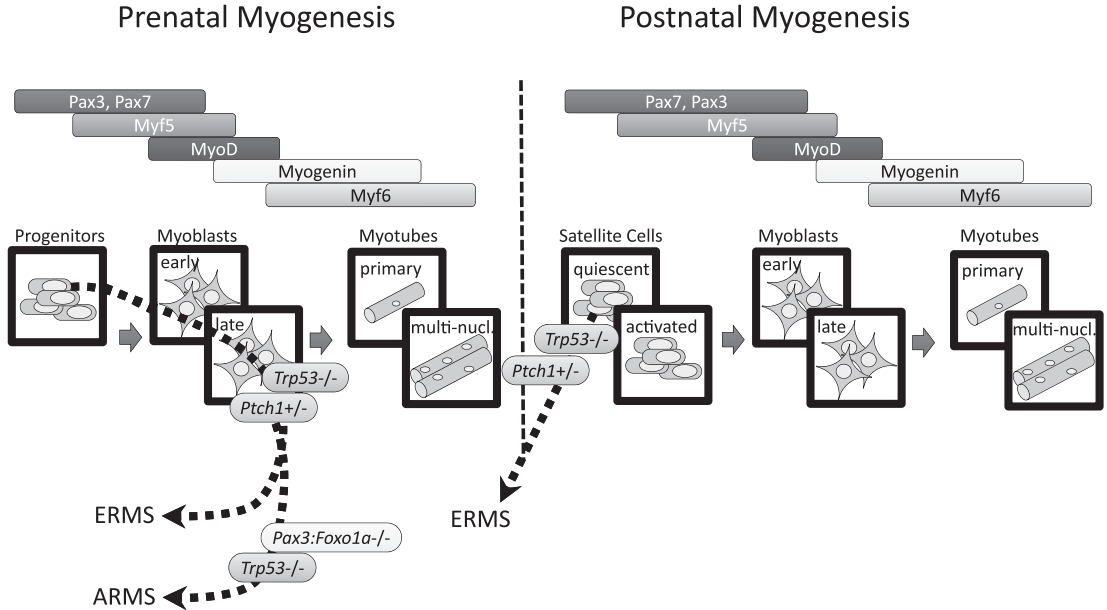 Prenatal Myogenesis
Postnatal Myogenesis
Pax3, Pax7
Myf5
MyoD
Myogenin
Myf6
Pax7, Pax3
Myf5
MyoD
Myogenin
Myf6
Progenitors
Myoblasts
Myotubes
early
late
primary
multi-nucl.
Trp53-/-
Ptch1+/-
ERMS
Pax3:Foxo1a-/-
Trp53-/-
ARMS
Satellite Cells
Myoblasts
Myotubes
quiescent
activated
early
late
primary
multi-nucl.
Trp53-/-
Ptch1+/-
ERMS